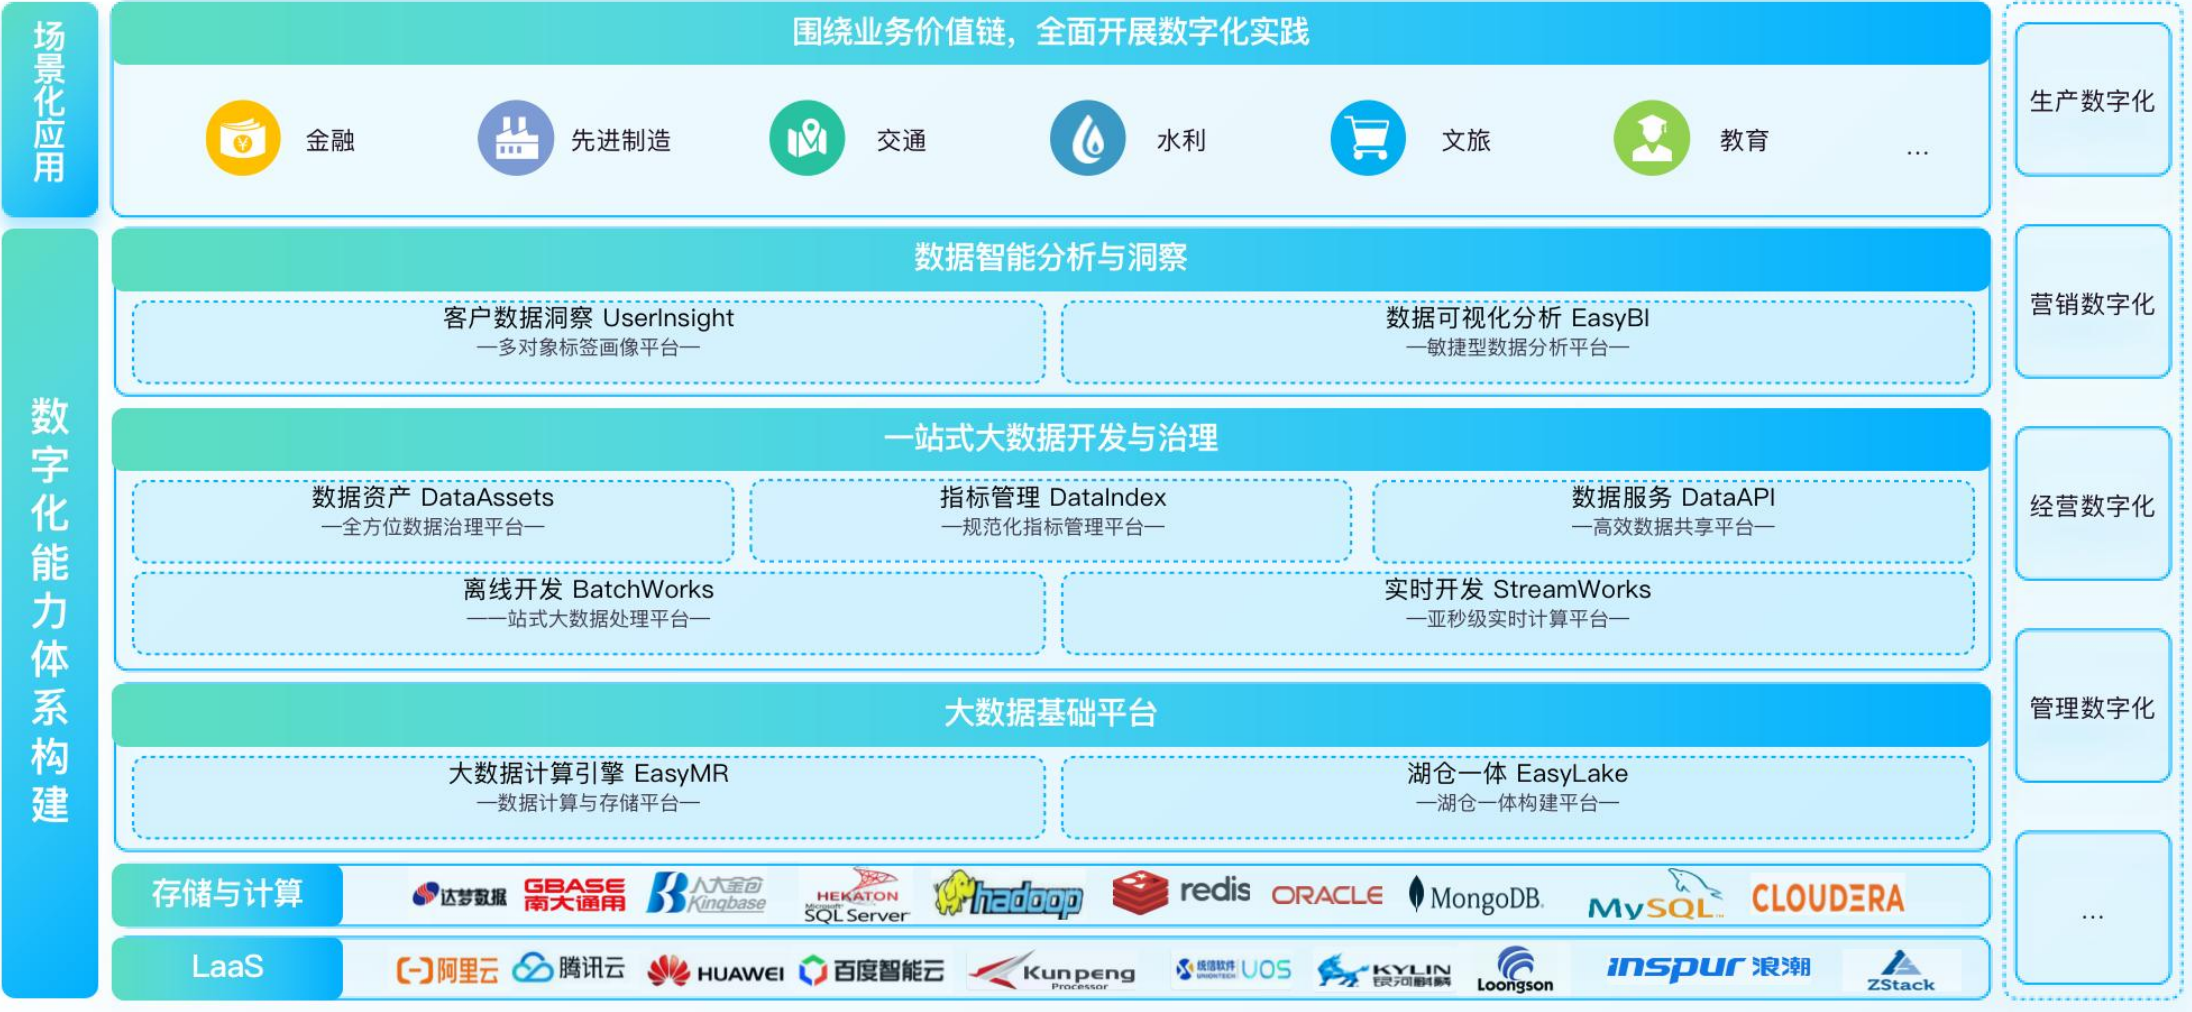 场景化应用
围绕业务价值链，全面开展数字化实践
金融
先进制造
交通
水利
文旅
教育
...
数字化能力体系构建
数据智能分析与洞察
客户数据洞察 UserInsight
—多对象标签画像平台—
数据可视化分析 EasyBI
—敏捷型数据分析平台—
一站式大数据开发与治理
数据资产 DataAssets
—全方位数据治理平台—
指标管理 DataIndex
—规范化指标管理平台—
数据服务 DataAPI
—高效数据共享平台—
离线开发 BatchWorks
—一站式大数据处理平台—
实时开发 StreamWorks
—亚秒级实时计算平台—
大数据基础平台
大数据计算引擎 EasyMR
—数据计算与存储平台—
湖仓一体 EasyLake
—湖仓一体构建平台—
存储与计算
达梦数据
GBASE
南大通用
人大金仓
Kingbase
HEKATON
Microsoft
SQL Server
hadoop
redis
ORACLE
MongoDB.
MySQL™
CLOUDERA
LaaS
阿里云
腾讯云
HUAWEI
百度智能云
Kunpeng
Processor
统信软件
UNIONTECH
UOS
KYLIN
银河麒麟
Loongson
inspur 浪潮
ZStack
生产数字化
营销数字化
经营数字化
管理数字化
...